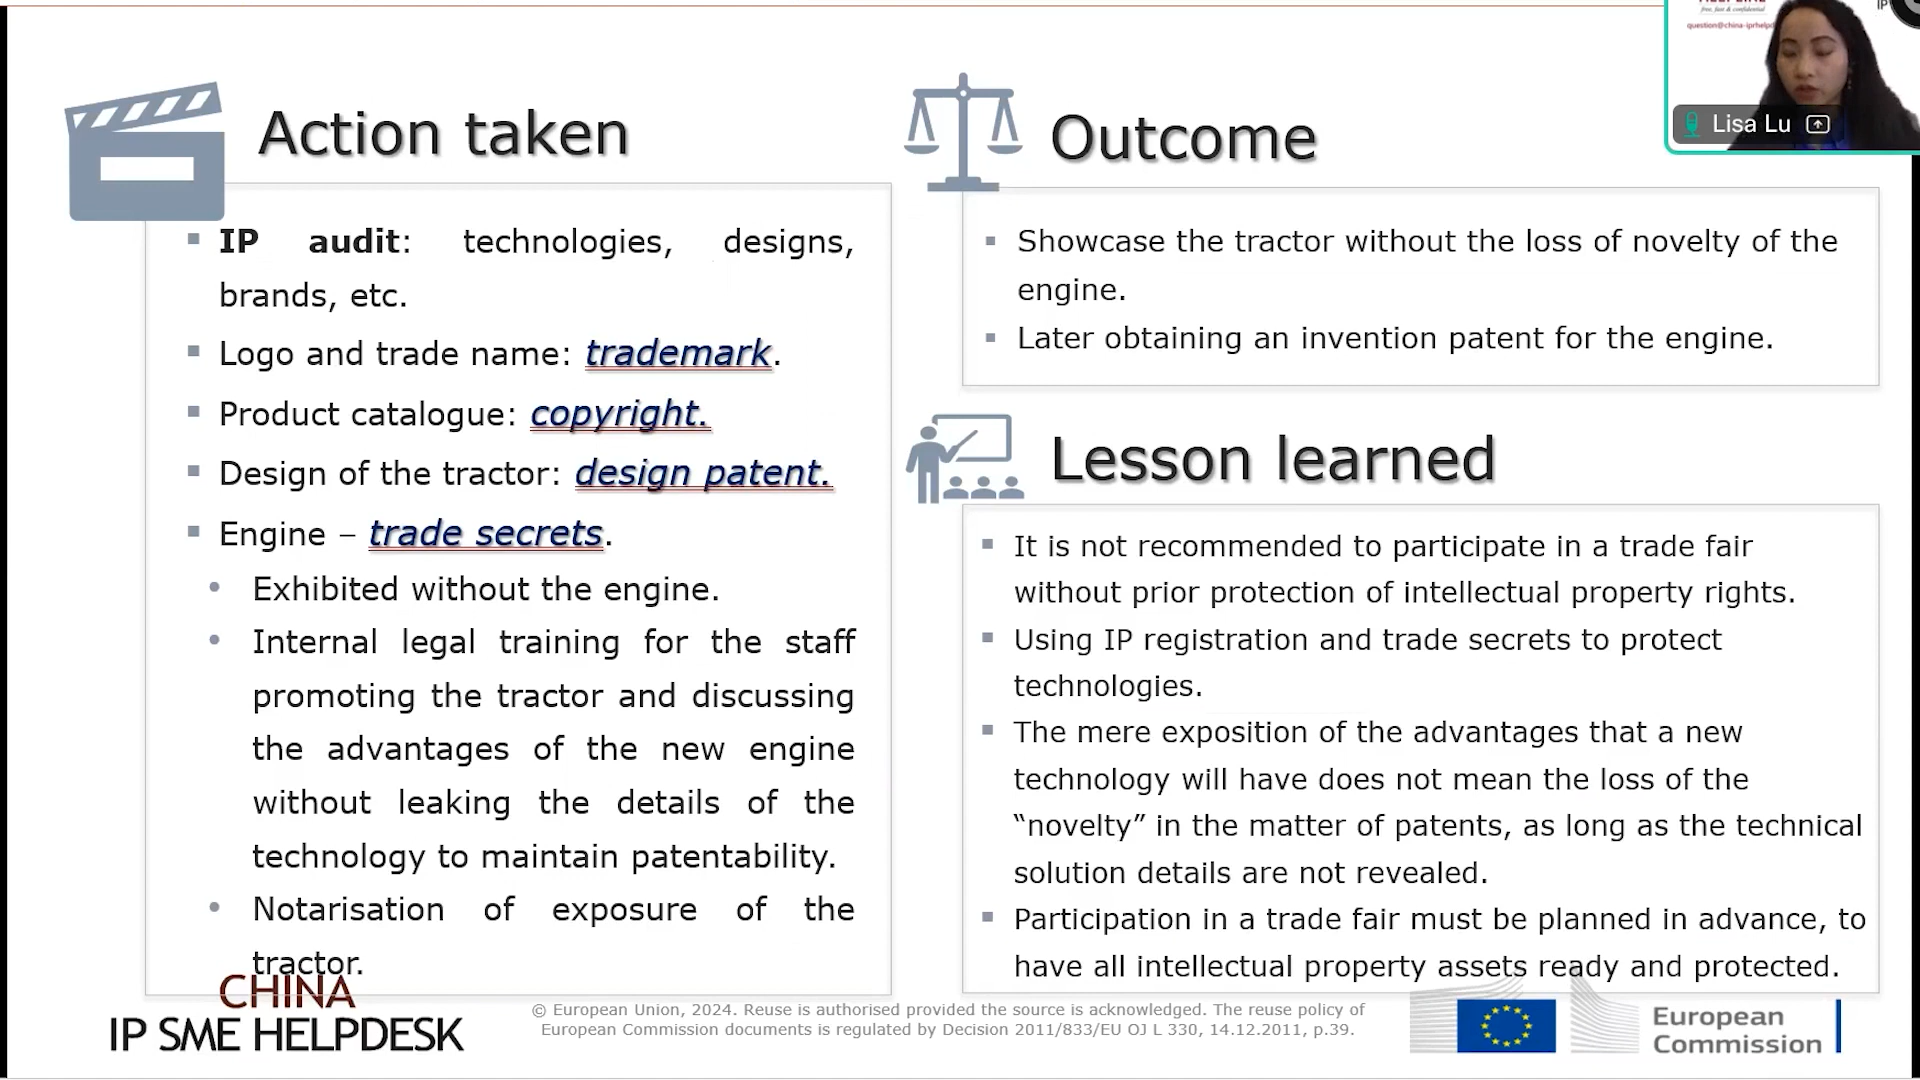 Action taken
IP audit: technologies, designs,
brands, etc.
Logo and trade name: trademark.
Product catalogue: copyright.
Design of the tractor: design patent.
Engine – trade secrets.
Exhibited without the engine.
Internal legal training for the staff
promoting the tractor and discussing
the advantages of the new engine
without leaking the details of the
technology to maintain patentability.
Notarisation of exposure of the
tractor.
Outcome
Showcase the tractor without the loss of novelty of the
engine.
Later obtaining an invention patent for the engine.
Lesson learned
It is not recommended to participate in a trade fair
without prior protection of intellectual property rights.
Using IP registration and trade secrets to protect
technologies.
The mere exposition of the advantages that a new
technology will have does not mean the loss of the
“novelty” in the matter of patents, as long as the technical
solution details are not revealed.
Participation in a trade fair must be planned in advance, to
have all intellectual property assets ready and protected.
free, fast & confidential
IP
Lisa Lu
CHINA
IP SME HELPDESK
© European Union, 2024. Reuse is authorised provided the source is acknowledged. The reuse policy of
European Commission documents is regulated by Decision 2011/833/EU OJ L 330, 14.12.2011, p.39.
European
Commission